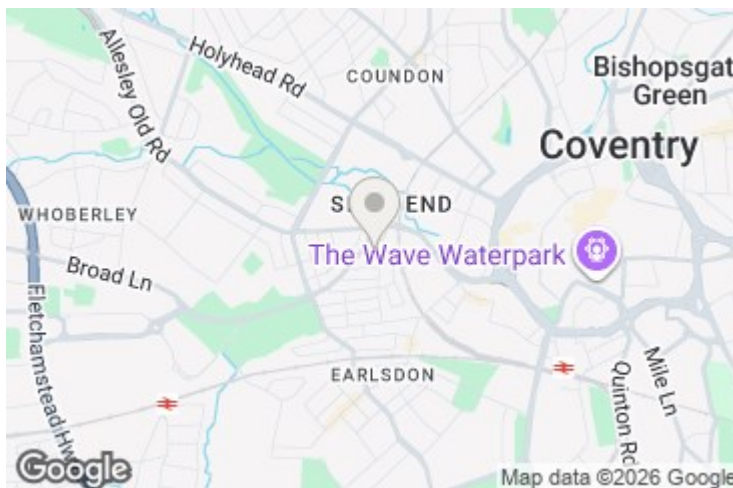 Allesley Old Rd
Holyhead Rd
COUNDON
Bishopsgat
Green
Coventry
WHOBERLEY
S END
The Wave Waterpark
Broad Ln
Fletchamstead Hw
EARLSDON
Quinton Rd
Mile Ln
Google
Map data ©2026 Google